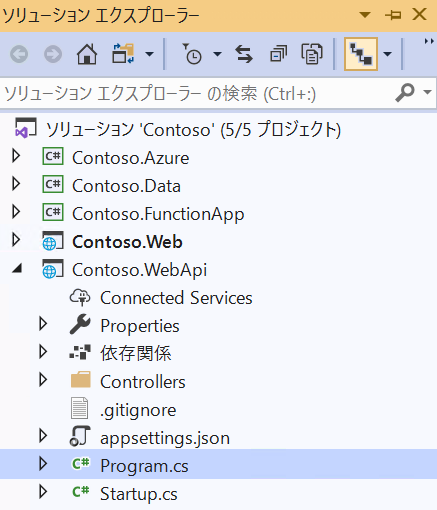 ソリューション エクスプローラー
ソリューション エクスプローラー の検索 (Ctrl+:)
ソリューション 'Contoso' (5/5 プロジェクト)
C# Contoso.Azure
C# Contoso.Data
C# Contoso.FunctionApp
Contoso.Web
Contoso.WebApi
Connected Services
Properties
依存関係
Controllers
.gitignore
appsettings.json
C# Program.cs
C# Startup.cs